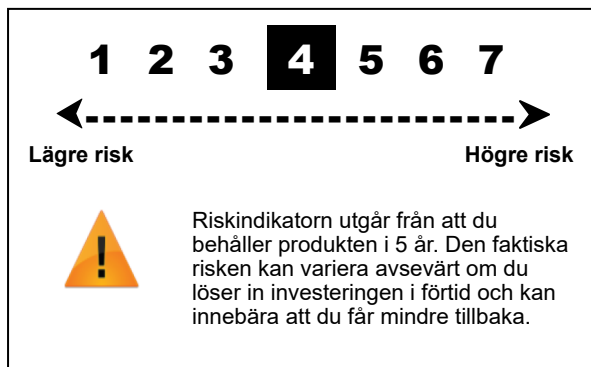 1 2 3 4 5 6 7
Lägre risk Högre risk
!
Riskindikatorn utgår från att du
behåller produkten i 5 år. Den faktiska
risken kan variera avsevärt om du
löser in investeringen i förtid och kan
innebära att du får mindre tillbaka.